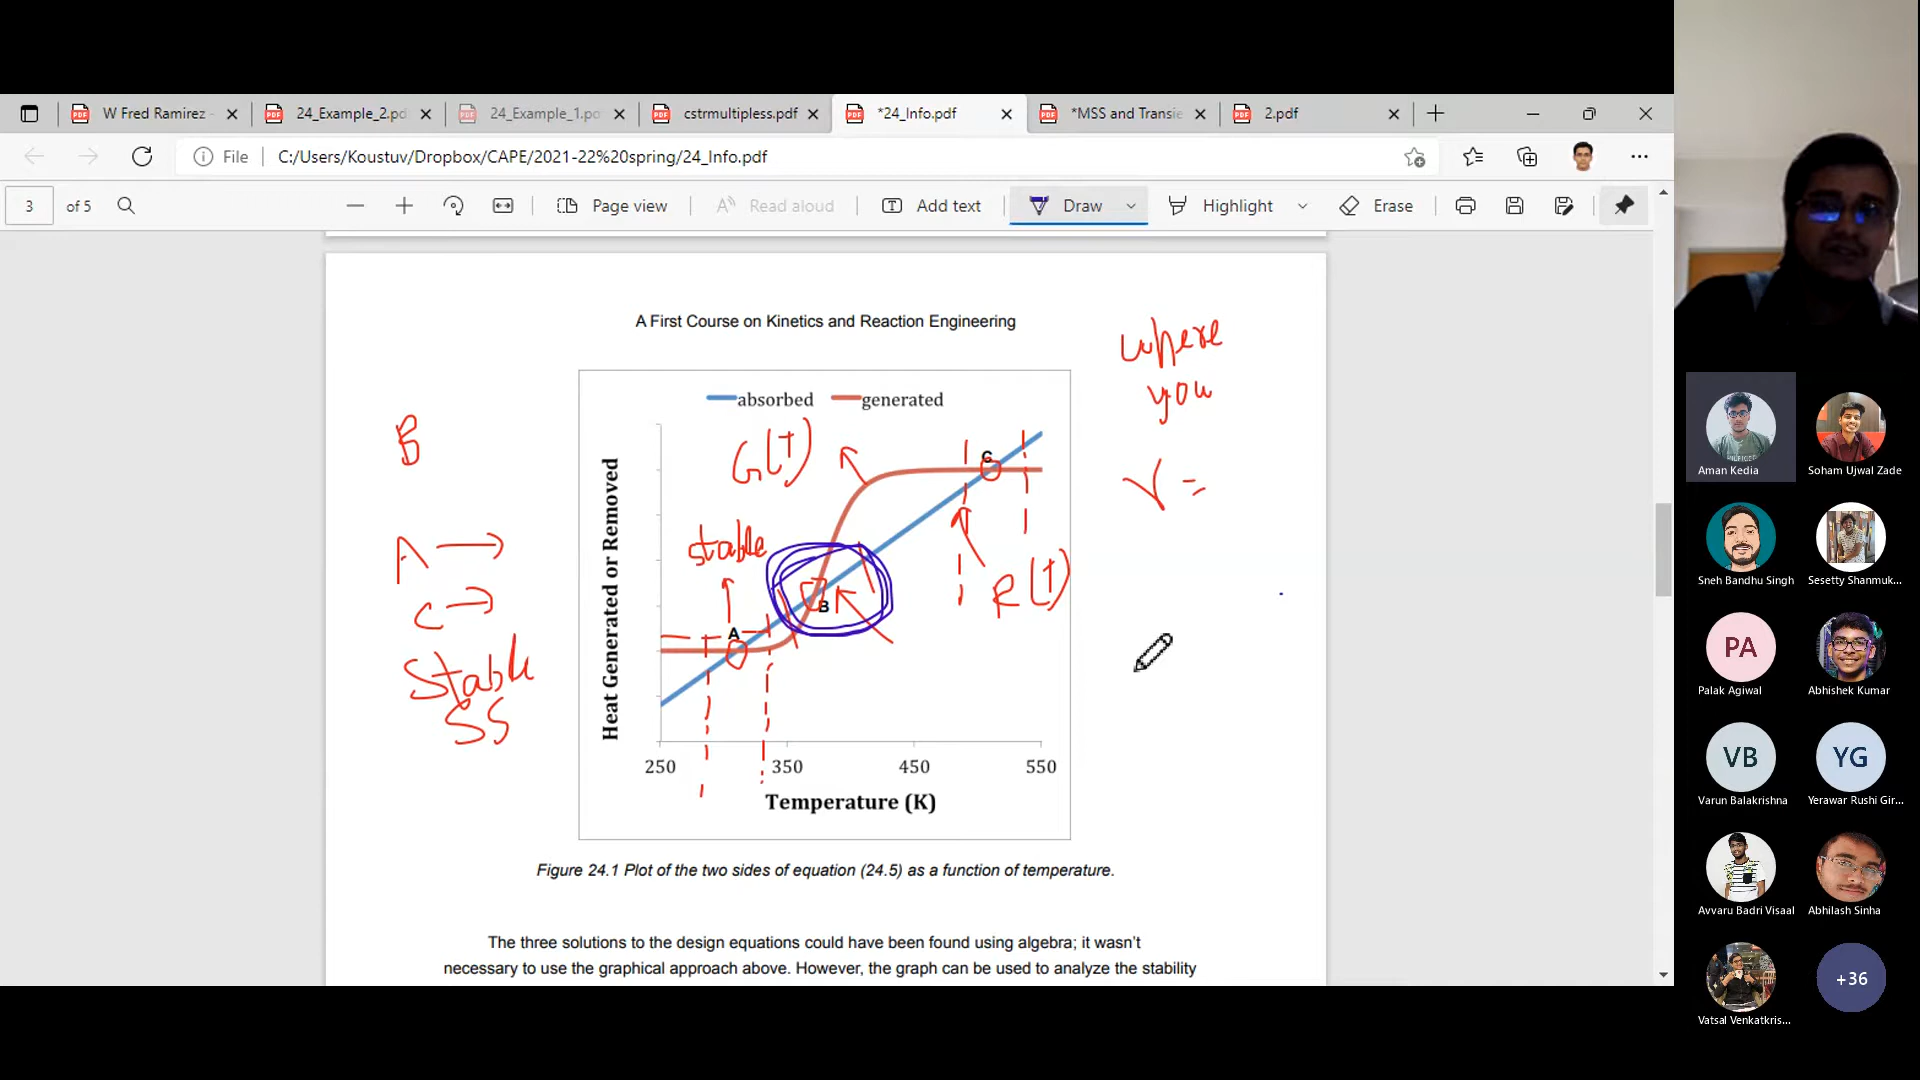 W Fred Ramirez -
24_Example_2.pd
24_Example_1.po
cstrmultipless.pdf
*24_Info.pdf
*MSS and Transie
2.pdf
File
C:/Users/Koustuv/Dropbox/CAPE/2021-22%20spring/24_Info.pdf
3 of 5
Page view
Read aloud
Add text
Draw
Highlight
Erase
A First Course on Kinetics and Reaction Engineering
where
you
γ =
B
A →
C →
Stable
SS
absorbed generated
G(T)
stable
R(T)
A
B
C
Heat Generated or Removed
250 350 450 550
Temperature (K)
Figure 24.1 Plot of the two sides of equation (24.5) as a function of temperature.
The three solutions to the design equations could have been found using algebra; it wasn't
necessary to use the graphical approach above. However, the graph can be used to analyze the stability
Aman Kedia
Soham Ujwal Zade
Sneh Bandhu Singh
Sesetty Shanmuk...
PA
Palak Agiwal
Abhishek Kumar
VB
Varun Balakrishna
YG
Yerawar Rushi Gir...
Avvaru Badri Visaal
Abhilash Sinha
Vatsal Venkatkris...
+36